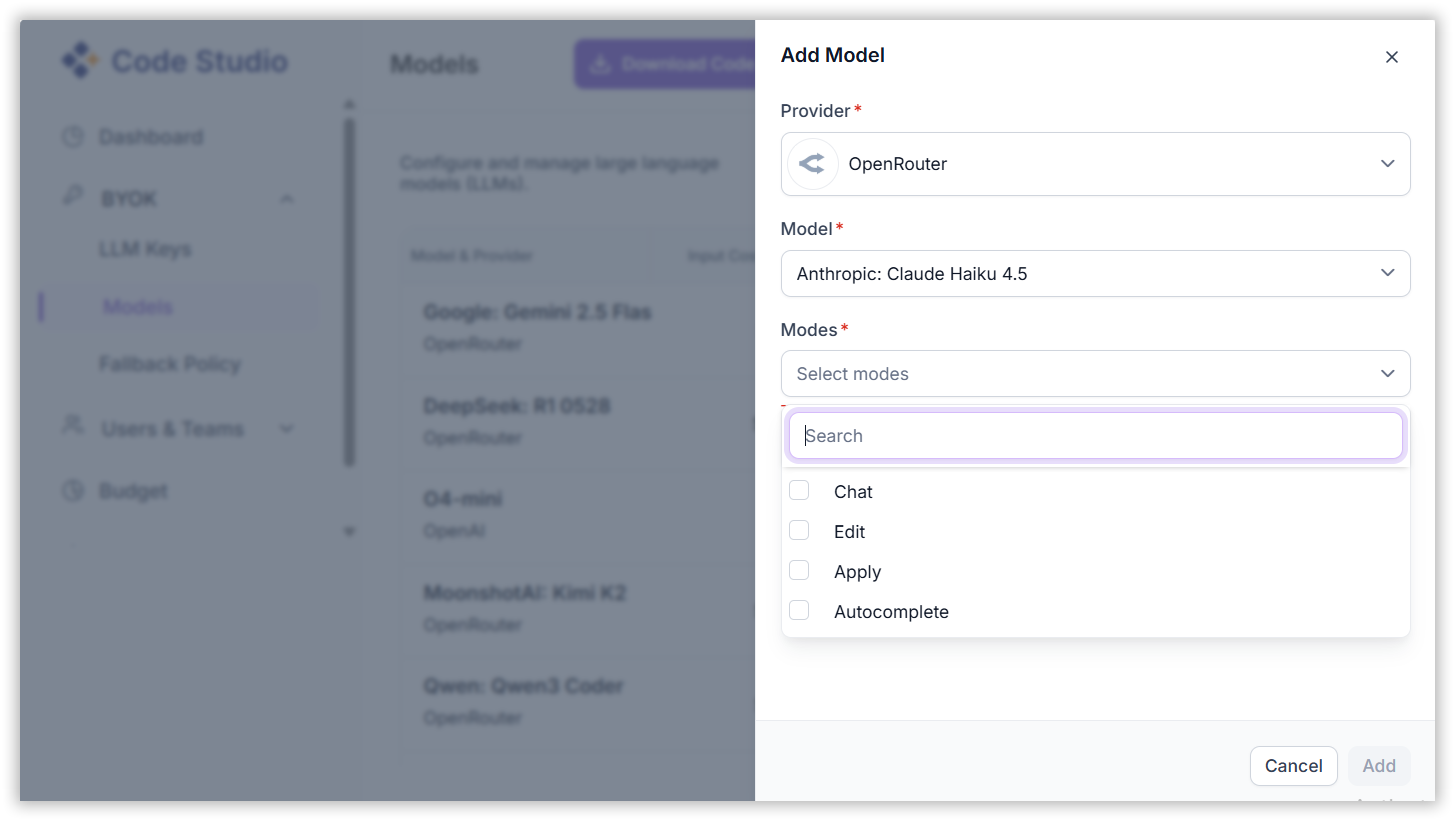 Code Studio
Dashboard
BYOK
LLM Keys
Models
Fallback Policy
Users & Teams
Budget
Models
Download Code
Configure and manage large language
models (LLMs).
Model & Provider
Input
Google: Gemini 2.5 Flas
OpenRouter
DeepSeek: R1 0528
OpenRouter
O4-mini
OpenAI
MoonshotAI: Kimi K2
OpenRouter
Qwen: Qwen3 Coder
OpenRouter
Add Model
Provider*
OpenRouter
Model*
Anthropic: Claude Haiku 4.5
Modes*
Select modes
Search
Chat
Edit
Apply
Autocomplete
Cancel
Add